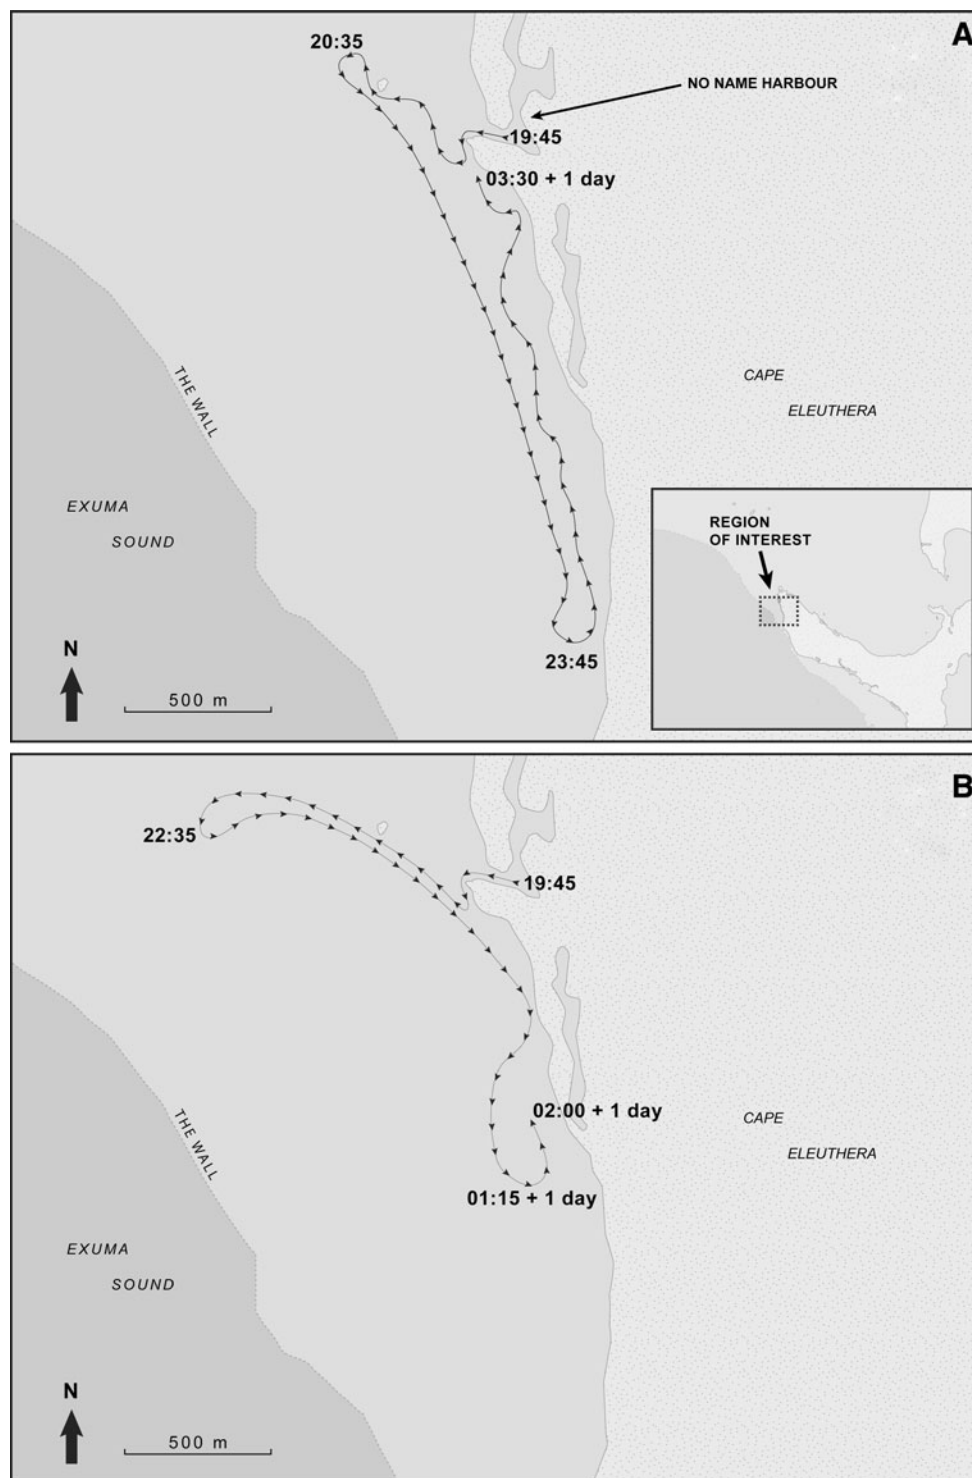 A
20:35
NO NAME HARBOUR
19:45
03:30 + 1 day
THE WALL
CAPE
ELEUTHERA
EXUMA
SOUND
REGION
OF INTEREST
N
23:45
500 m
B
22:35
19:45
02:00 + 1 day
THE WALL
CAPE
ELEUTHERA
01:15 + 1 day
EXUMA
SOUND
N
500 m